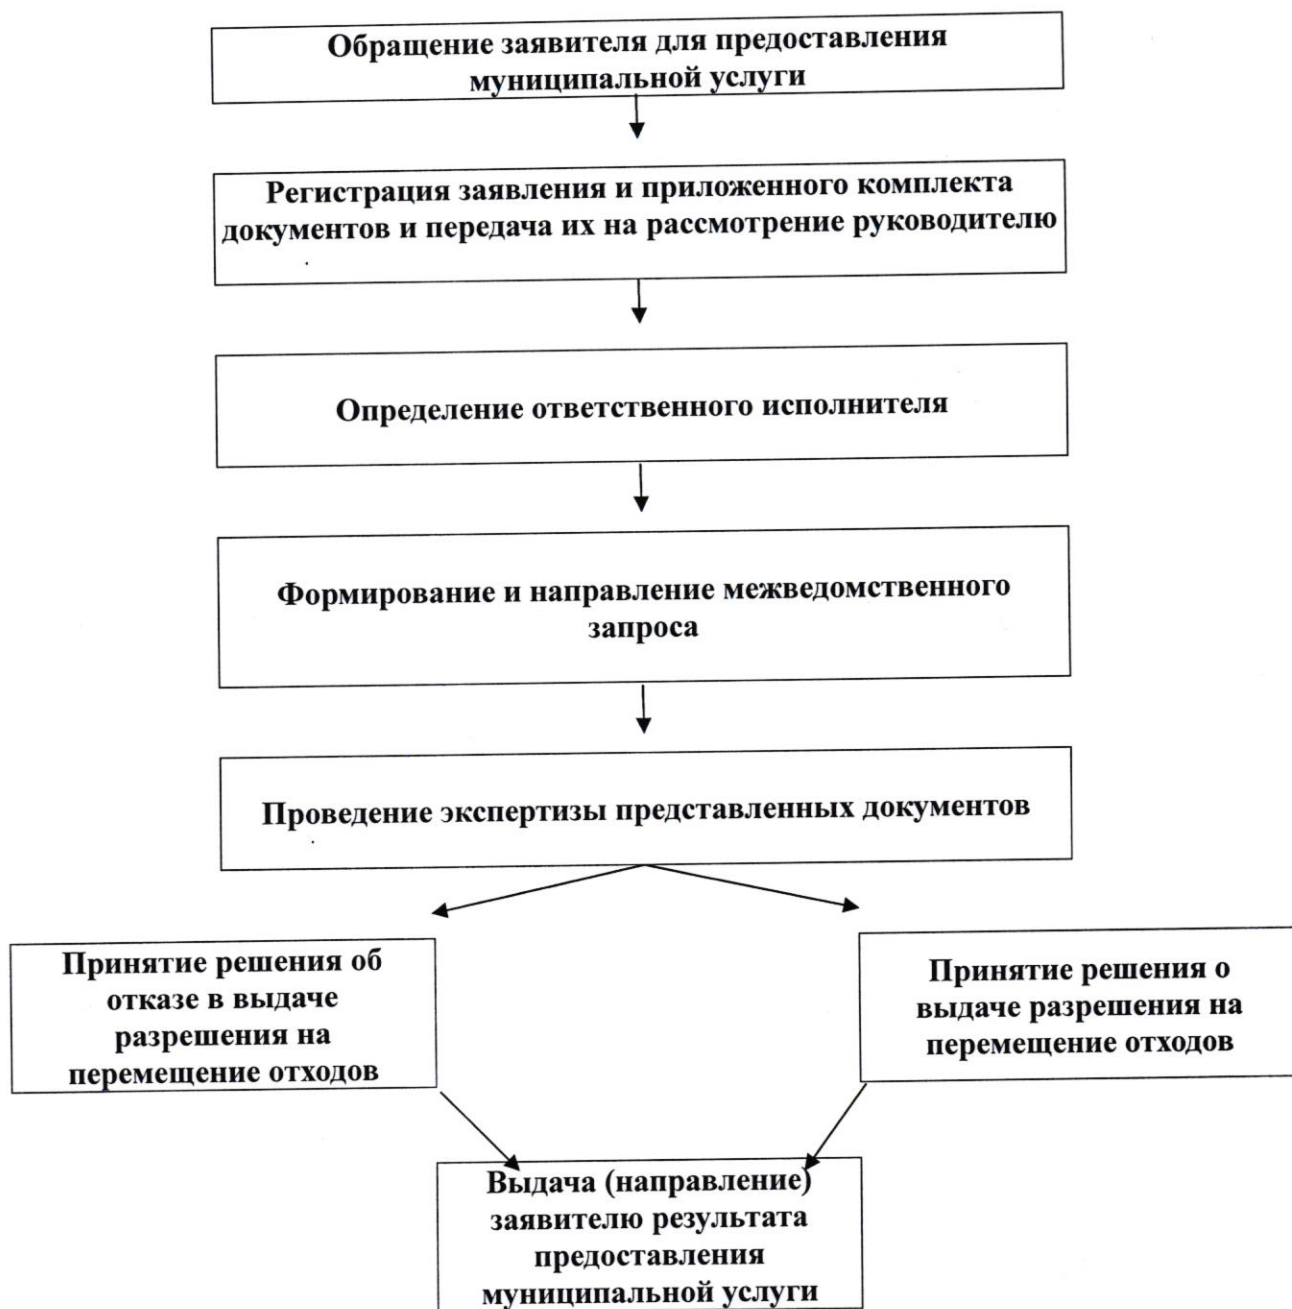 Обращение заявителя для предоставления
муниципальной услуги
Регистрация заявления и приложенного комплекта
документов и передача их на рассмотрение руководителю
Определение ответственного исполнителя
Формирование и направление межведомственного
запроса
Проведение экспертизы представленных документов
Принятие решения об
отказе в выдаче
разрешения на
перемещение отходов
Принятие решения о
выдаче разрешения на
перемещение отходов
Выдача (направление)
заявителю результата
предоставления
муниципальной услуги